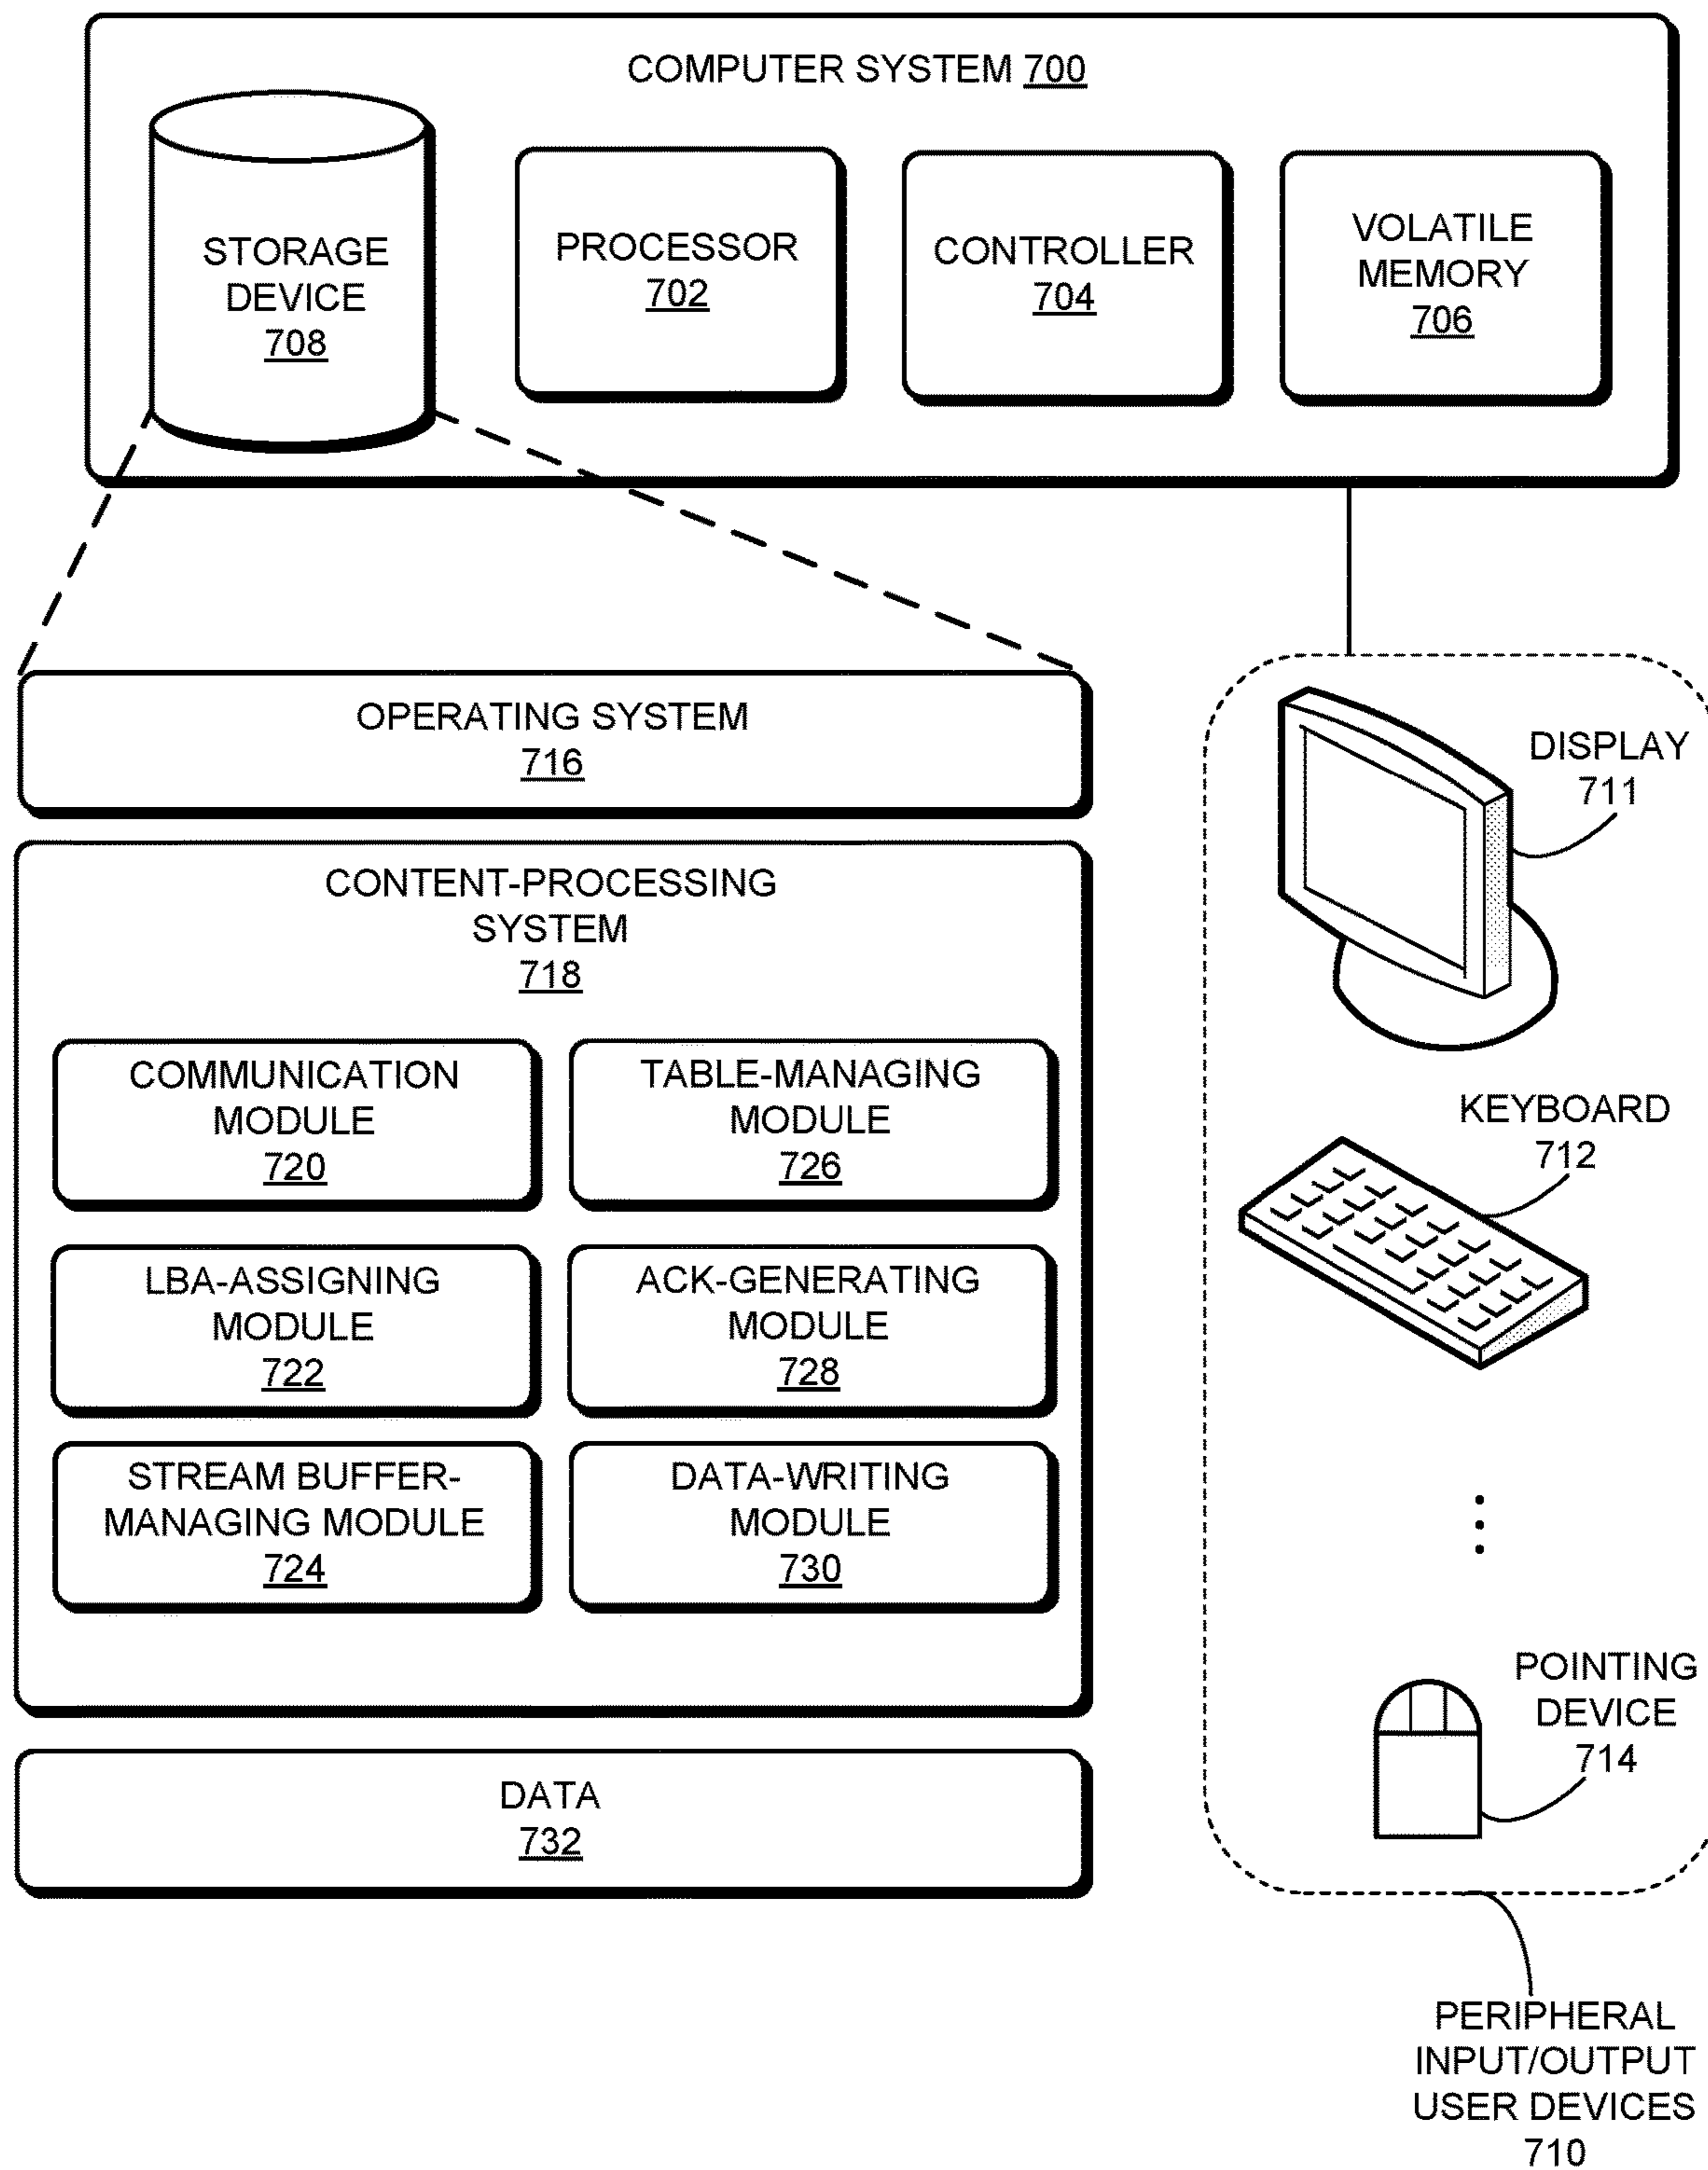 COMPUTER SYSTEM 700
STORAGE
DEVICE
708
PROCESSOR
702
CONTROLLER
704
VOLATILE
MEMORY
706
OPERATING SYSTEM
716
CONTENT-PROCESSING
SYSTEM
718
COMMUNICATION
MODULE
720
TABLE-MANAGING
MODULE
726
LBA-ASSIGNING
MODULE
722
ACK-GENERATING
MODULE
728
STREAM BUFFER-
MANAGING MODULE
724
DATA-WRITING
MODULE
730
DATA
732
DISPLAY
711
KEYBOARD
712
POINTING
DEVICE
714
PERIPHERAL
INPUT/OUTPUT
USER DEVICES
710